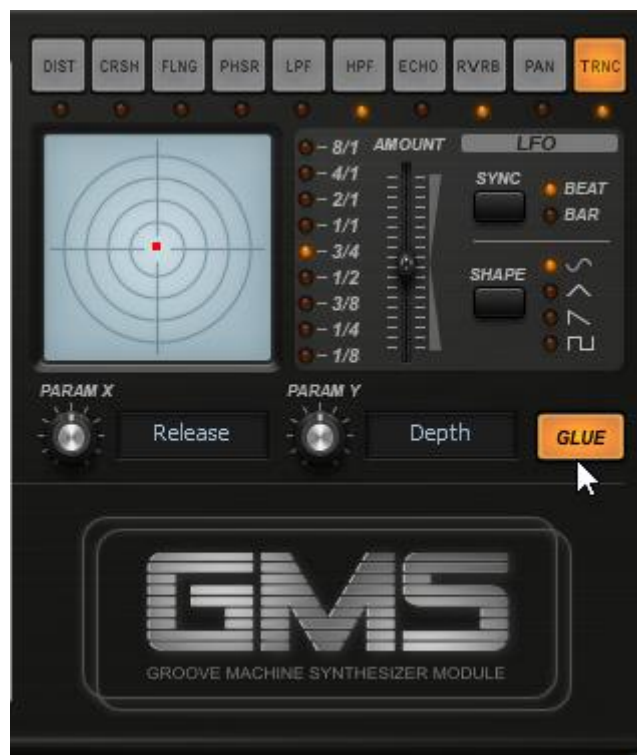 DIST CRSH FLNG PHSR LPF HPF ECHO RVRB PAN TRNC
8/1
4/1
2/1
1/1
3/4
1/2
3/8
1/4
1/8
AMOUNT
LFO
SYNC
BEAT
BAR
SHAPE
PARAM X
Release
PARAM Y
Depth
GLUE
GMS
GROOVE MACHINE SYNTHESIZER MODULE